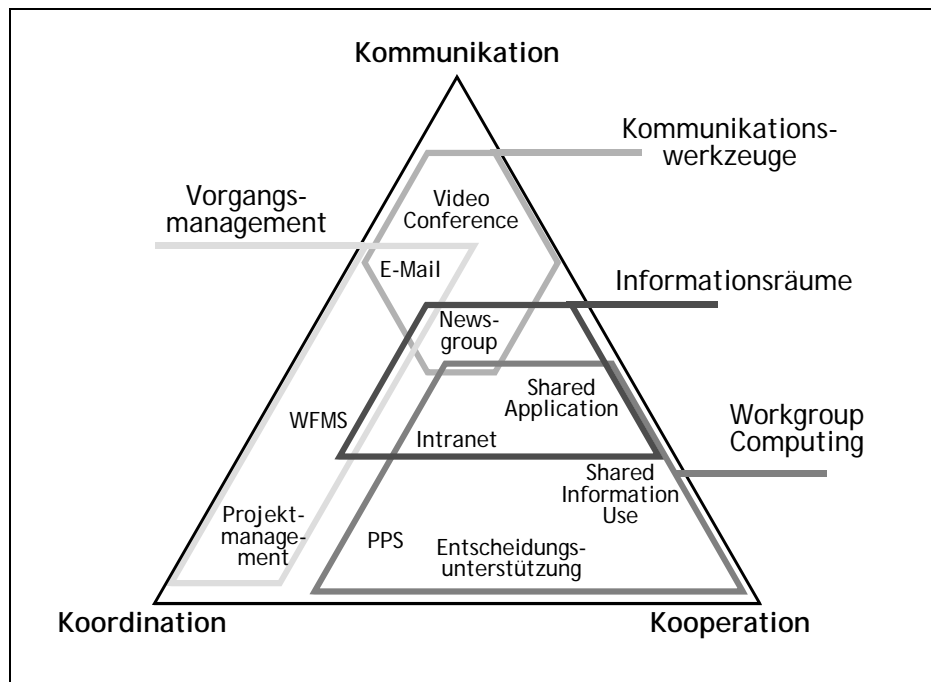 Kommunikation
Kommunikations-
werkzeuge
Vorgangs-
management
Video
Conference
E-Mail
Informationsräume
News-
group
Shared
Application
WFMS
Intranet
Workgroup
Computing
Shared
Information
Use
Projekt-
manage-
ment
PPS
Entscheidungs-
unterstützung
Koordination
Kooperation